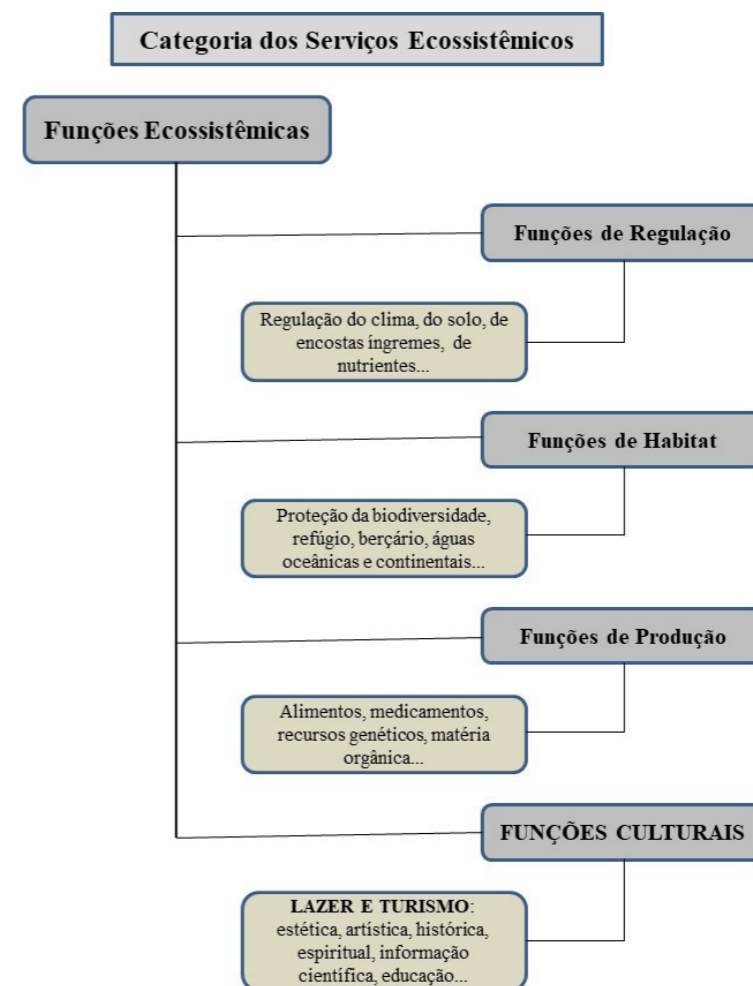 Categoria dos Serviços Ecossistêmicos
Funções Ecossistêmicas
Funções de Regulação
Regulação do clima, do solo, de
encostas íngremes, de
nutrientes...
Funções de Habitat
Proteção da biodiversidade,
refúgio, berçário, águas
oceânicas e continentais...
Funções de Produção
Alimentos, medicamentos,
recursos genéticos, matéria
orgânica...
FUNÇÕES CULTURAIS
LAZER E TURISMO:
estética, artística, histórica,
espiritual, informação
científica, educação...